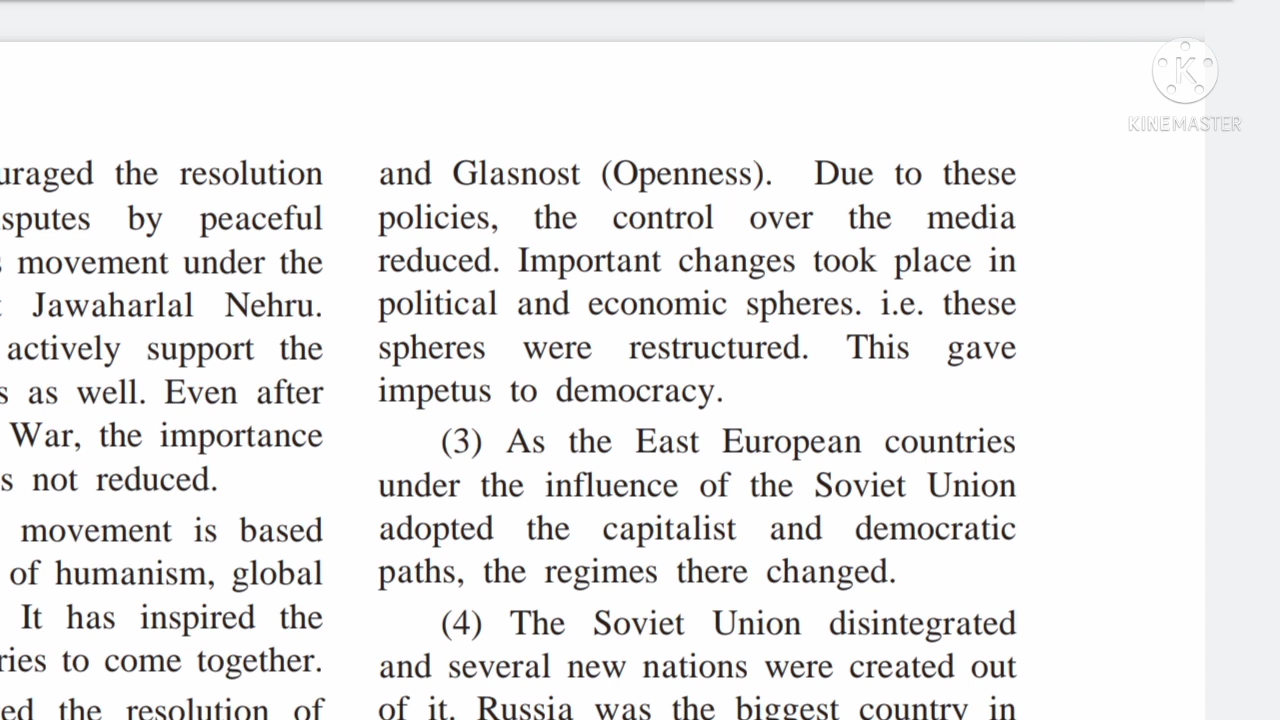 uraged the resolution
sputes by peaceful
movement under the
Jawaharlal Nehru.
actively support the
s as well. Even after
War, the importance
s not reduced.
movement is based
of humanism, global
It has inspired the
ries to come together.
ed the resolution of
and Glasnost (Openness). Due to these
policies, the control over the media
reduced. Important changes took place in
political and economic spheres. i.e. these
spheres were restructured. This gave
impetus to democracy.
(3) As the East European countries
under the influence of the Soviet Union
adopted the capitalist and democratic
paths, the regimes there changed.
(4) The Soviet Union disintegrated
and several new nations were created out
of it. Russia was the biggest country in
K
KINEMASTER